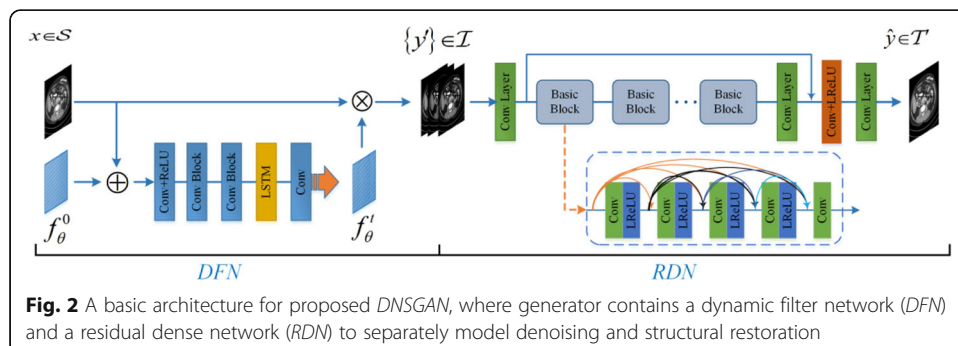 x∈𝒮
{y'}∈ℐ
ŷ∈𝒯'
Conv Layer
Basic Block
Basic Block
...
Basic Block
Conv Layer
Conv+LReLU
Conv Layer
f_θ^0
Conv+ReLU
Conv Block
Conv Block
LSTM
Conv
f_θ^t
Conv
LReLU
Conv
LReLU
Conv
LReLU
Conv
LReLU
Conv
DFN
RDN
Fig. 2 A basic architecture for proposed DNSGAN, where generator contains a dynamic filter network (DFN)
and a residual dense network (RDN) to separately model denoising and structural restoration